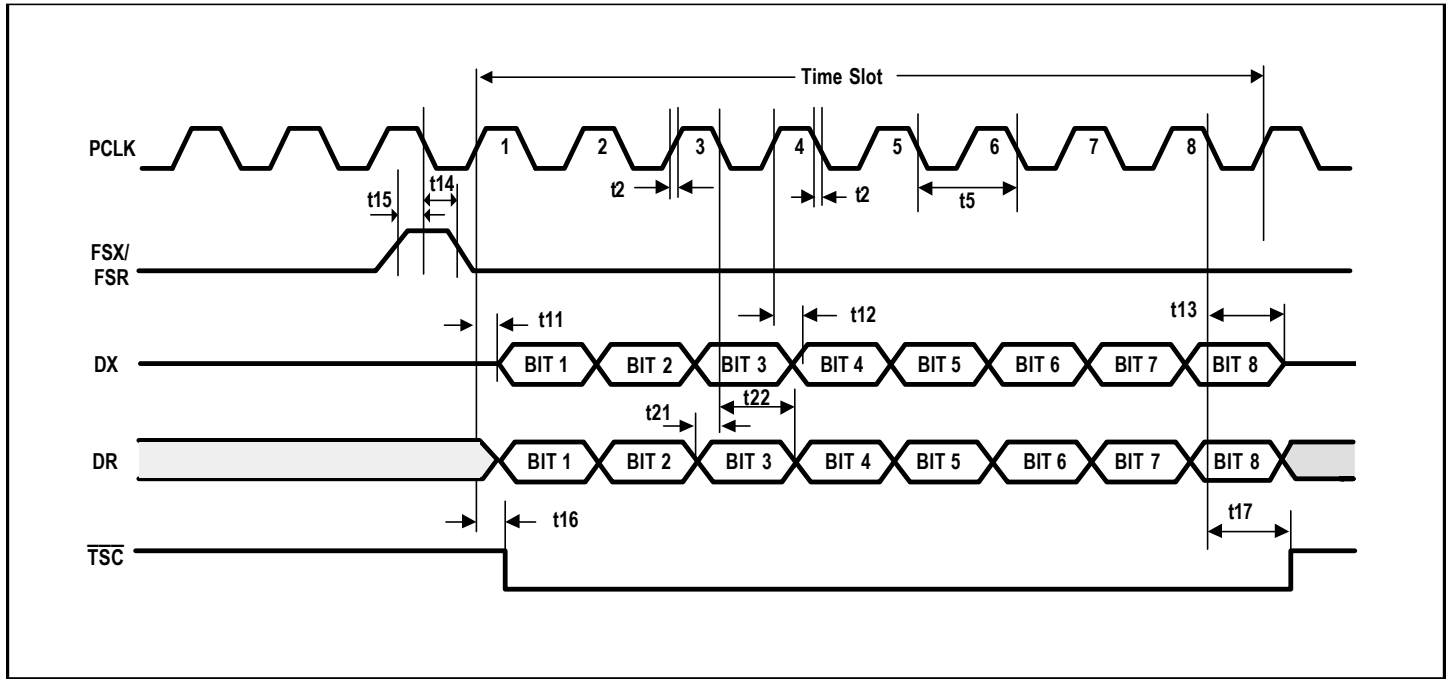 Time Slot
PCLK 1 2 3 4 5 6 7 8
t2 t2 t5
t15 t14
FSX/
FSR
t11 t12 t13
DX BIT 1 BIT 2 BIT 3 BIT 4 BIT 5 BIT 6 BIT 7 BIT 8
t21 t22
DR BIT 1 BIT 2 BIT 3 BIT 4 BIT 5 BIT 6 BIT 7 BIT 8
t16 t17
TSC